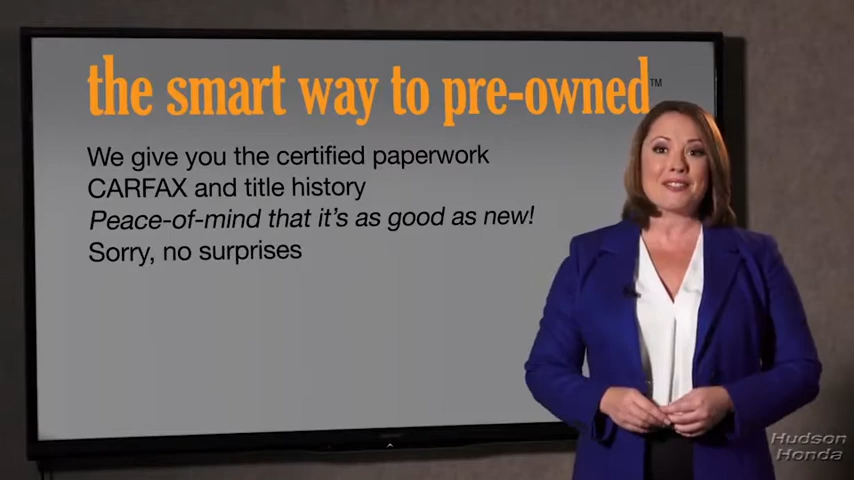 the smart way to pre-owned™
We give you the certified paperwork
CARFAX and title history
Peace-of-mind that it's as good as new!
Sorry, no surprises
Hudson
Honda